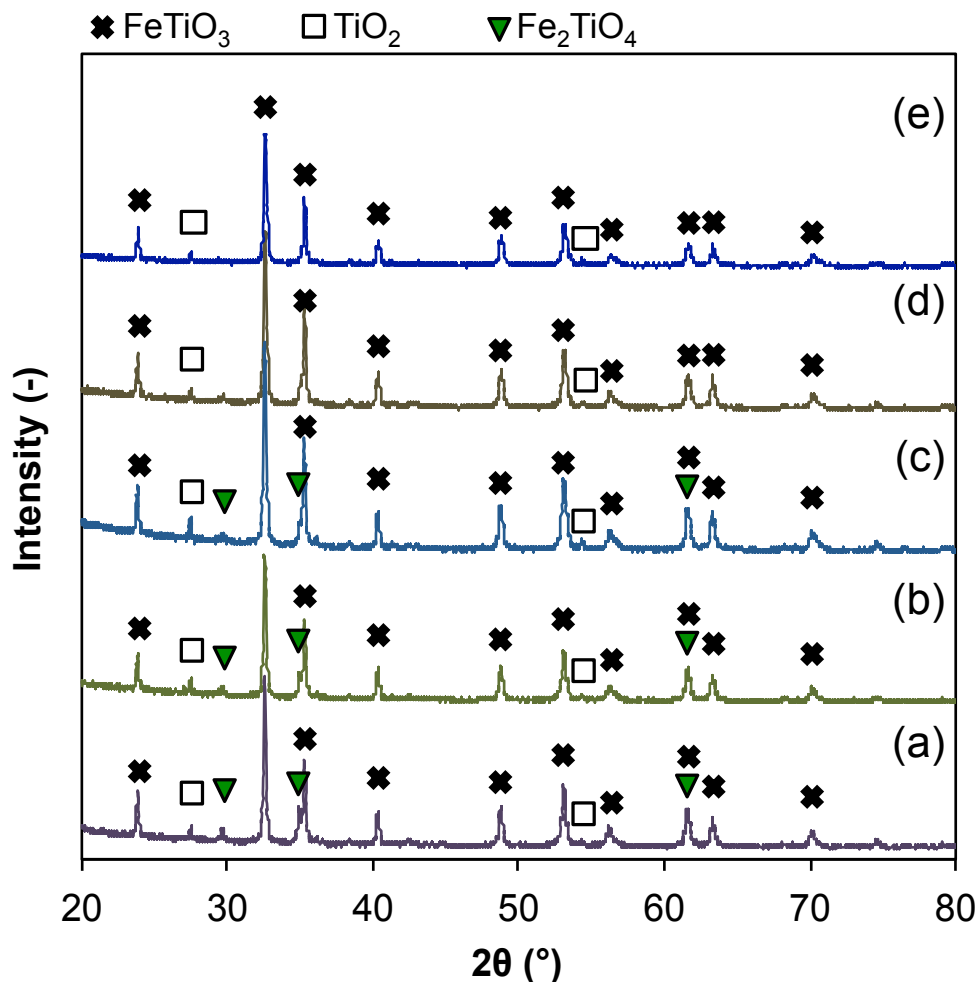 FeTiO₃ TiO₂ Fe₂TiO₄
(e)
(d)
(c)
(b)
(a)
Intensity (-)
20 30 40 50 60 70 80
2θ (°)